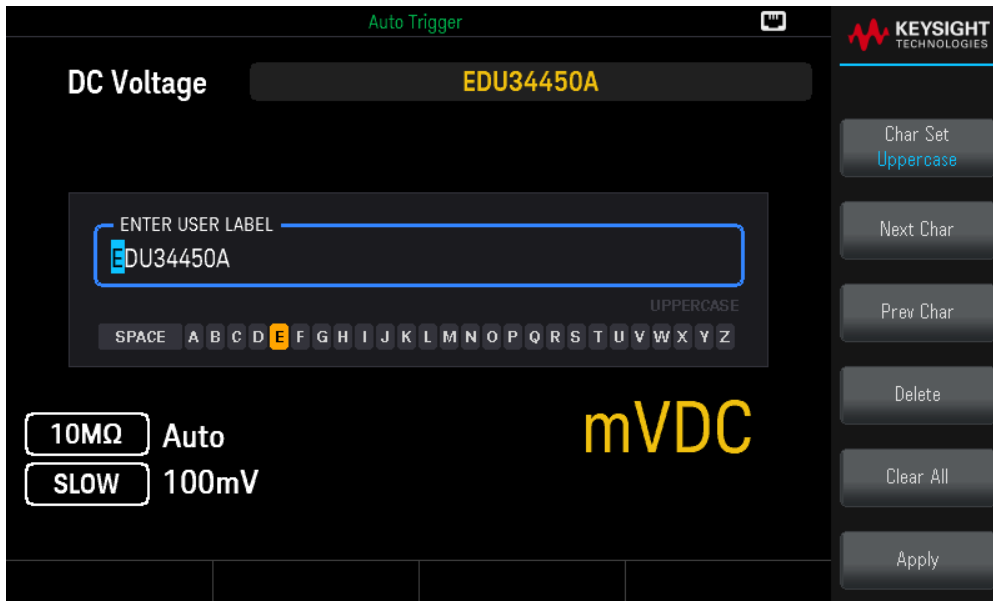 Auto Trigger
KEYSIGHT
TECHNOLOGIES
DC Voltage
EDU34450A
Char Set
Uppercase
ENTER USER LABEL
EDU34450A
Next Char
UPPERCASE
SPACE A B C D E F G H I J K L M N O P Q R S T U V W X Y Z
Prev Char
Delete
10MΩ Auto
mVDC
SLOW 100mV
Clear All
Apply